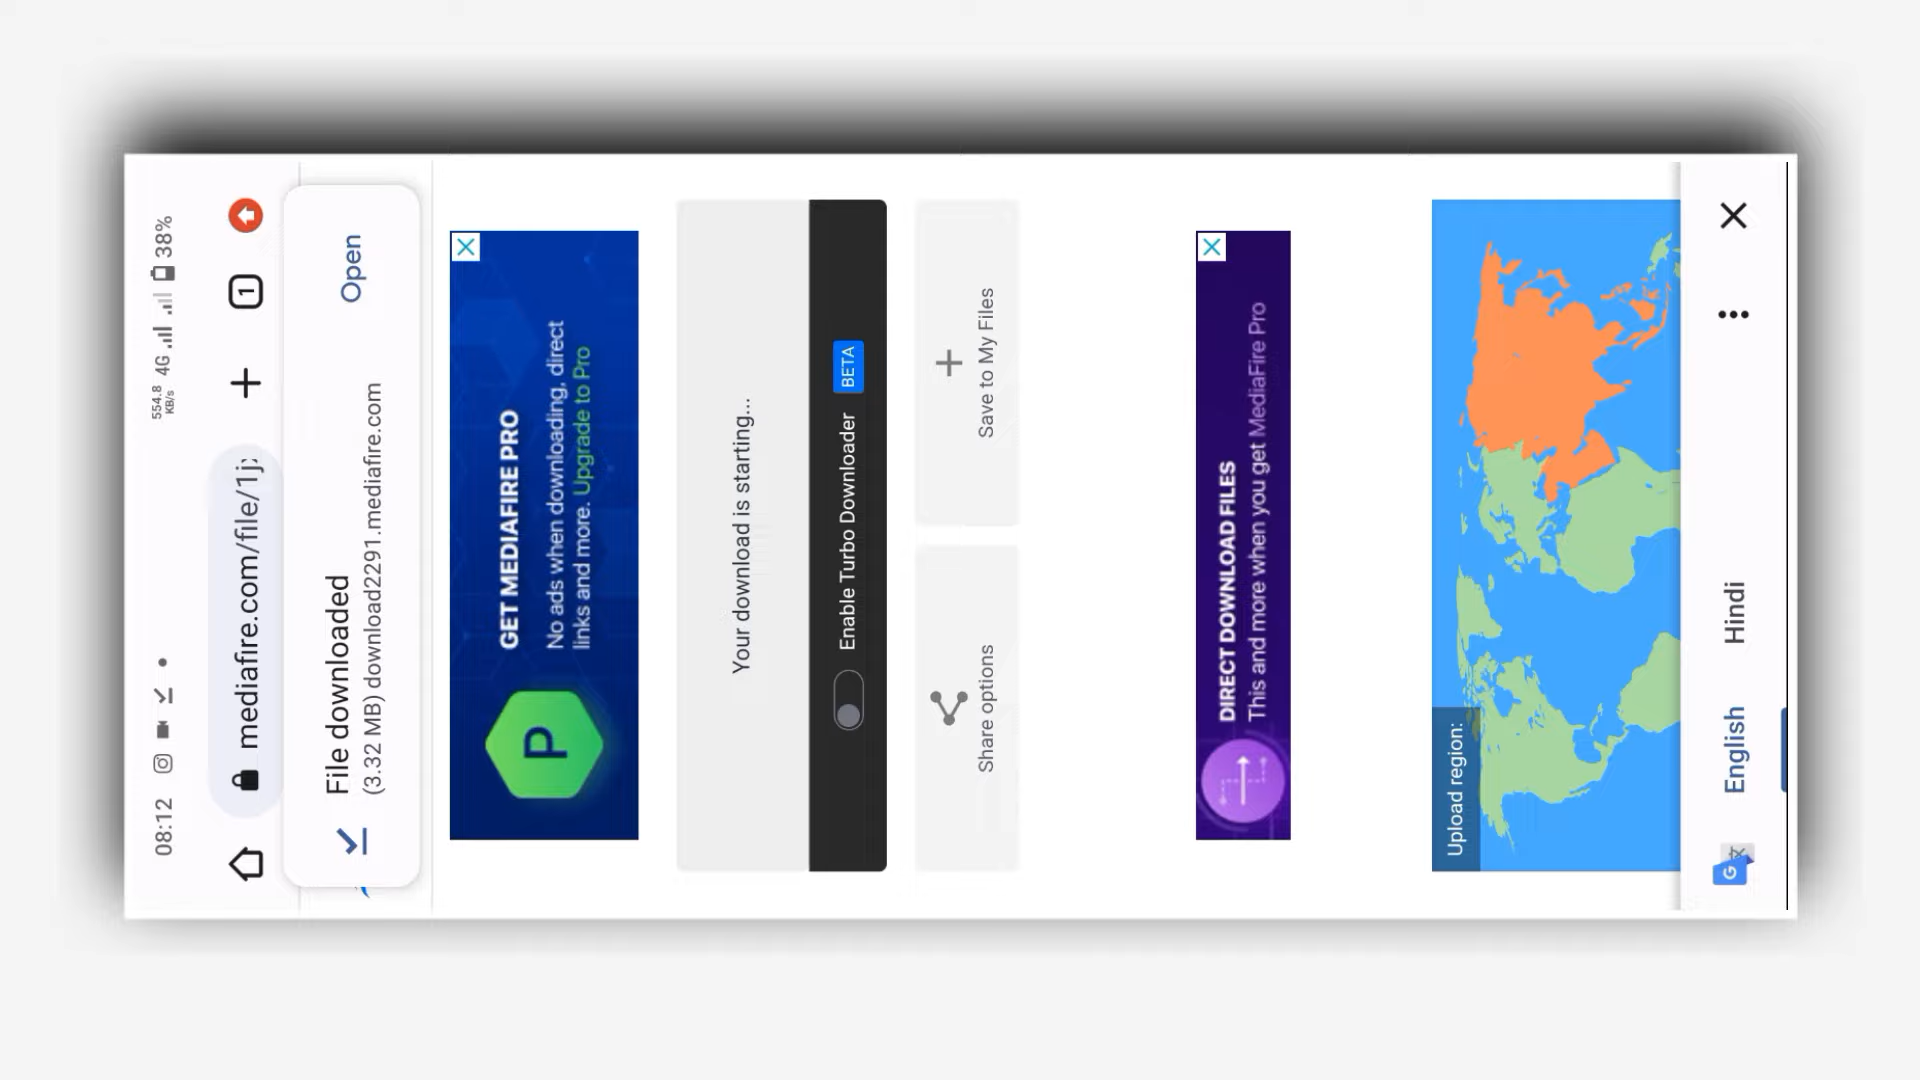 08:12
554.8
KB/s
4G
38%
mediafire.com/file/1j
1
File downloaded
(3.32 MB) download2291.mediafire.com
Open
GET MEDIAFIRE PRO
No ads when downloading, direct
links and more. Upgrade to Pro
P
Your download is starting...
Enable Turbo Downloader BETA
Share options
Save to My Files
DIRECT DOWNLOAD FILES
This and more when you get MediaFire Pro
Upload region:
G
English
Hindi